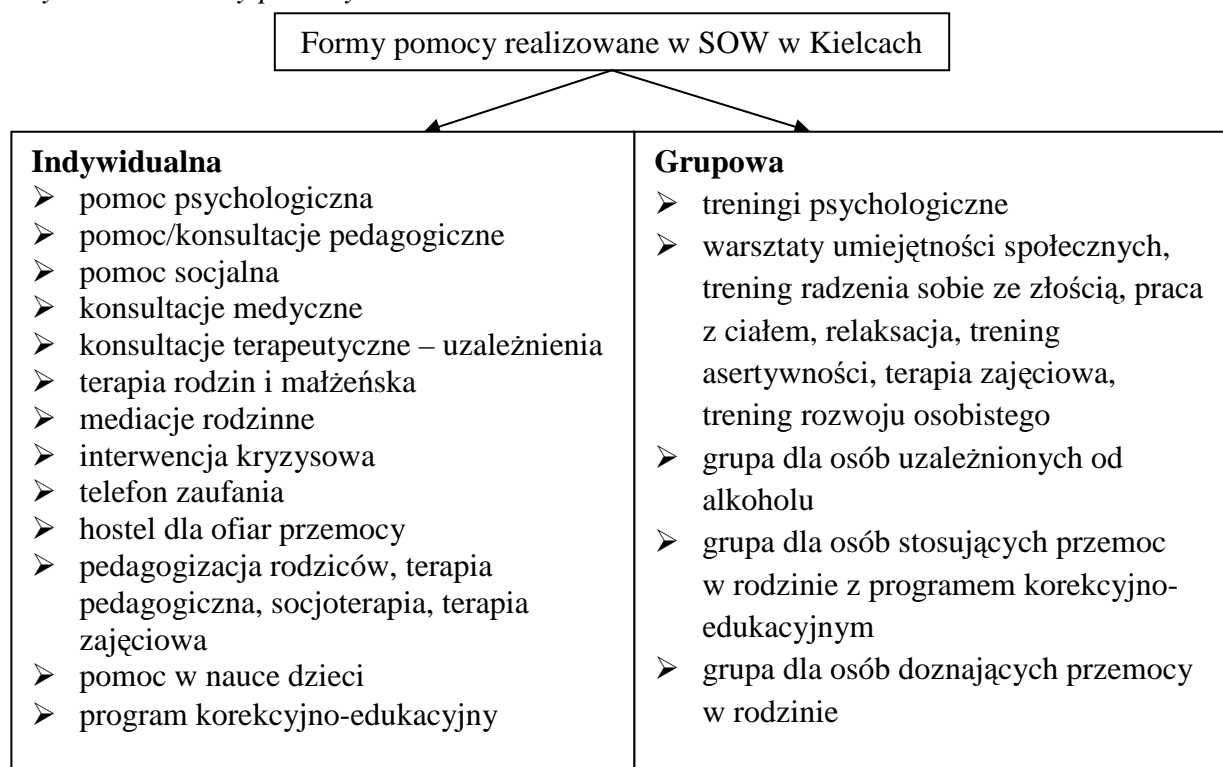 Formy pomocy realizowane w SOW w Kielcach
Indywidualna
➢ pomoc psychologiczna
➢ pomoc/konsultacje pedagogiczne
➢ pomoc socjalna
➢ konsultacje medyczne
➢ konsultacje terapeutyczne – uzależnienia
➢ terapia rodzin i małżeńska
➢ mediacje rodzinne
➢ interwencja kryzysowa
➢ telefon zaufania
➢ hostel dla ofiar przemocy
➢ pedagogizacja rodziców, terapia
pedagogiczna, socjoterapia, terapia
zajęciowa
➢ pomoc w nauce dzieci
➢ program korekcyjno-edukacyjny
Grupowa
➢ treningi psychologiczne
➢ warsztaty umiejętności społecznych,
trening radzenia sobie ze złością, praca
z ciałem, relaksacja, trening
asertywności, terapia zajęciowa,
trening rozwoju osobistego
➢ grupa dla osób uzależnionych od
alkoholu
➢ grupa dla osób stosujących przemoc
w rodzinie z programem korekcyjno-
edukacyjnym
➢ grupa dla osób doznających przemocy
w rodzinie